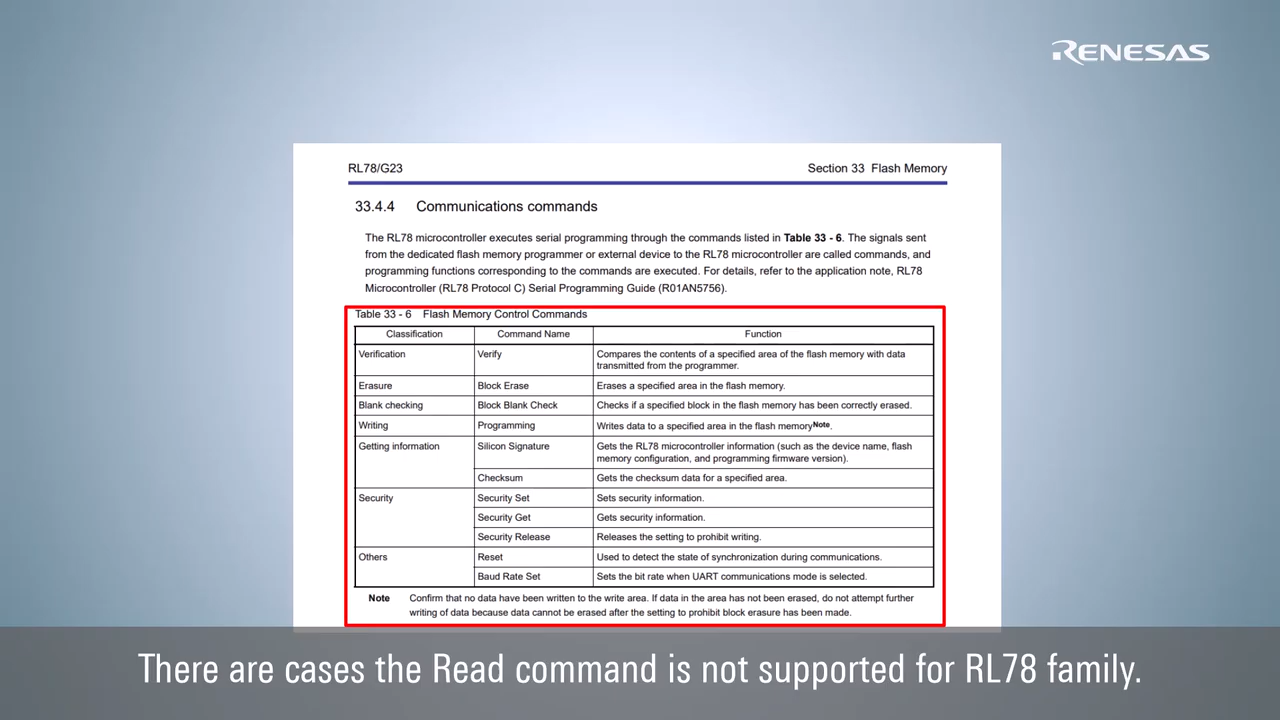 RENESAS
RL78/G23 Section 33 Flash Memory
33.4.4 Communications commands
The RL78 microcontroller executes serial programming through the commands listed in Table 33 - 6. The signals sent
from the dedicated flash memory programmer or external device to the RL78 microcontroller are called commands, and
programming functions corresponding to the commands are executed. For details, refer to the application note, RL78
Microcontroller (RL78 Protocol C) Serial Programming Guide (R01AN5756).
Table 33 - 6 Flash Memory Control Commands
Classification Command Name Function
Verification Verify Compares the contents of a specified area of the flash memory with data
transmitted from the programmer.
Erasure Block Erase Erases a specified area in the flash memory.
Blank checking Block Blank Check Checks if a specified block in the flash memory has been correctly erased.
Writing Programming Writes data to a specified area in the flash memoryNote.
Getting information Silicon Signature Gets the RL78 microcontroller information (such as the device name, flash
memory configuration, and programming firmware version).
Checksum Gets the checksum data for a specified area.
Security Security Set Sets security information.
Security Get Gets security information.
Security Release Releases the setting to prohibit writing.
Others Reset Used to detect the state of synchronization during communications.
Baud Rate Set Sets the bit rate when UART communications mode is selected.
Note Confirm that no data have been written to the write area. If data in the area has not been erased, do not attempt further
writing of data because data cannot be erased after the setting to prohibit block erasure has been made.
There are cases the Read command is not supported for RL78 family.